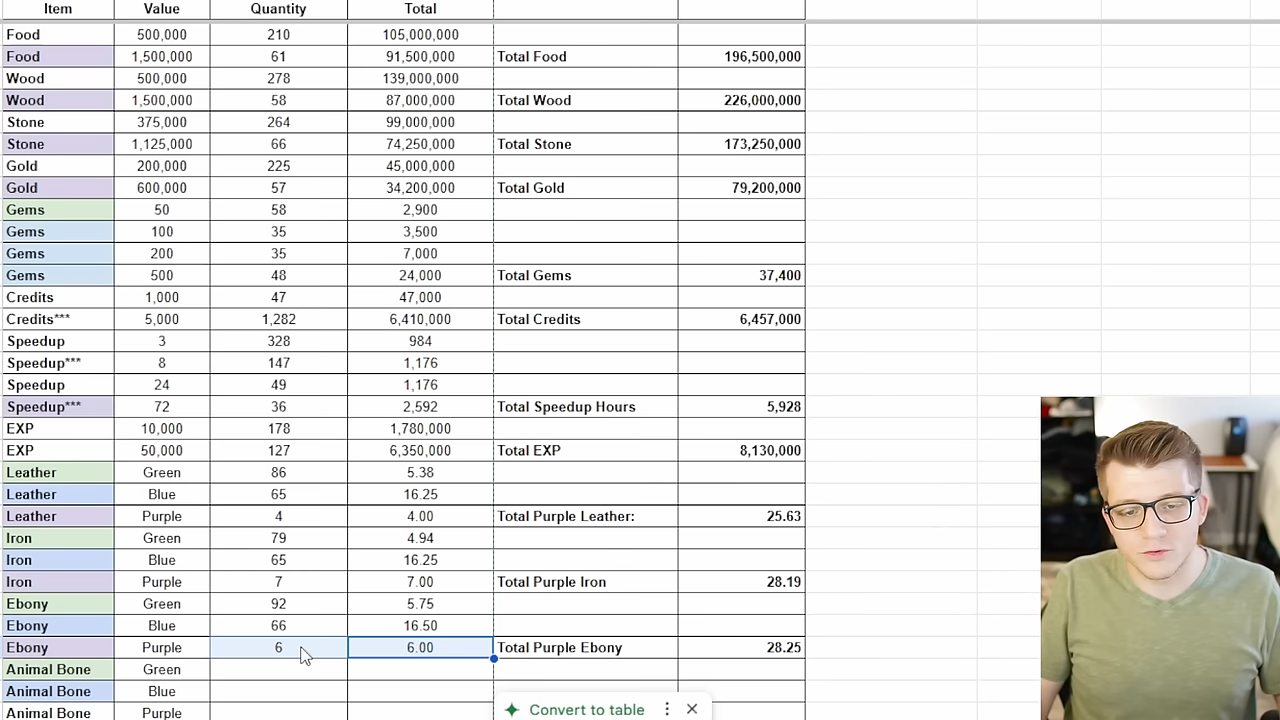 Item Value Quantity Total
Food 500,000 210 105,000,000
Food 1,500,000 61 91,500,000 Total Food 196,500,000
Wood 500,000 278 139,000,000
Wood 1,500,000 58 87,000,000 Total Wood 226,000,000
Stone 375,000 264 99,000,000
Stone 1,125,000 66 74,250,000 Total Stone 173,250,000
Gold 200,000 225 45,000,000
Gold 600,000 57 34,200,000 Total Gold 79,200,000
Gems 50 58 2,900
Gems 100 35 3,500
Gems 200 35 7,000
Gems 500 48 24,000 Total Gems 37,400
Credits 1,000 47 47,000
Credits*** 5,000 1,282 6,410,000 Total Credits 6,457,000
Speedup 3 328 984
Speedup*** 8 147 1,176
Speedup 24 49 1,176
Speedup*** 72 36 2,592 Total Speedup Hours 5,928
EXP 10,000 178 1,780,000
EXP 50,000 127 6,350,000 Total EXP 8,130,000
Leather Green 86 5.38
Leather Blue 65 16.25
Leather Purple 4 4.00 Total Purple Leather: 25.63
Iron Green 79 4.94
Iron Blue 65 16.25
Iron Purple 7 7.00 Total Purple Iron 28.19
Ebony Green 92 5.75
Ebony Blue 66 16.50
Ebony Purple 6 6.00 Total Purple Ebony 28.25
Animal Bone Green
Animal Bone Blue
Animal Bone Purple
Convert to table